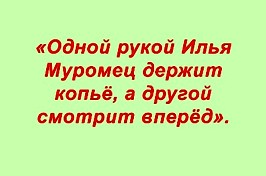 «Одной рукой Илья
Муромец держит
копьё, а другой
смотрит вперёд».